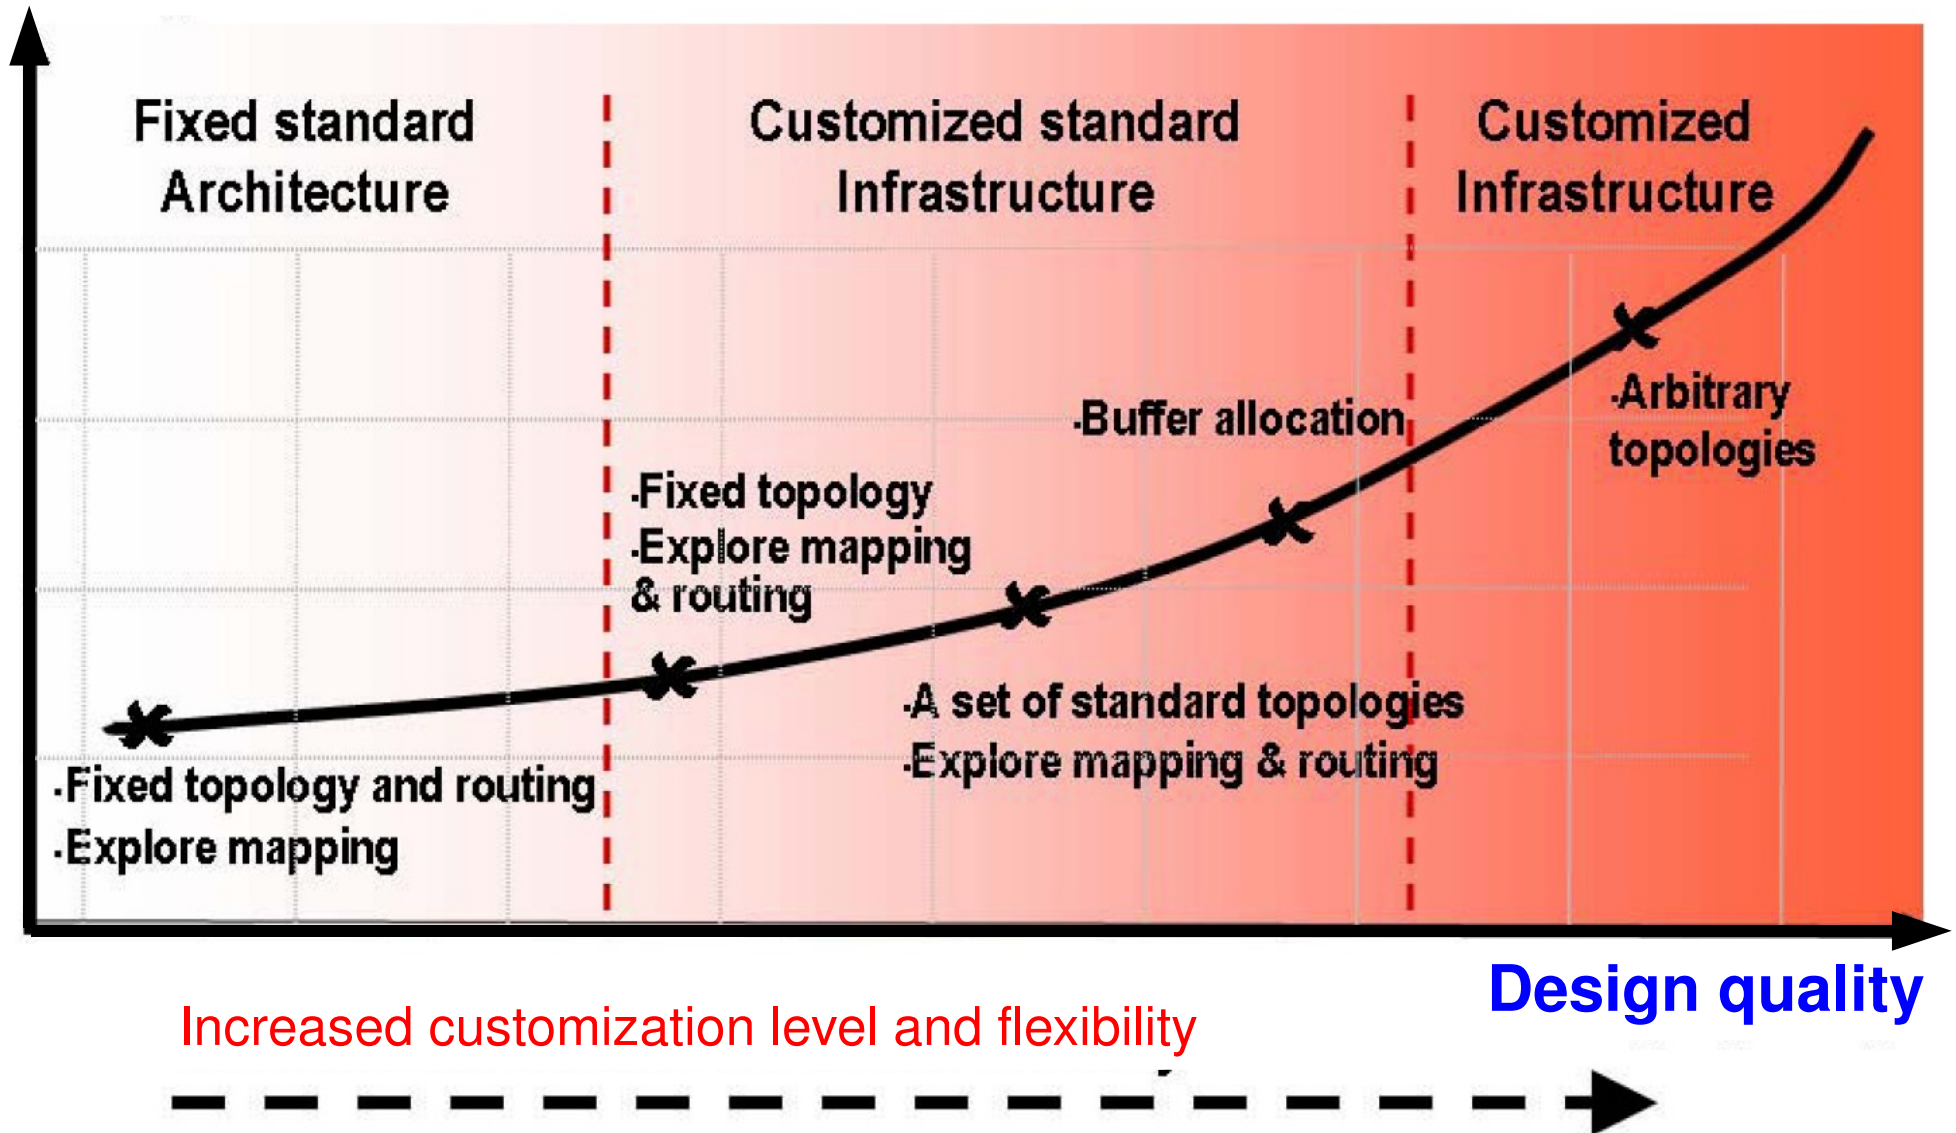 Fixed standard
Architecture
Customized standard
Infrastructure
Customized
Infrastructure
·Arbitrary
topologies
·Buffer allocation
·Fixed topology
·Explore mapping
& routing
·A set of standard topologies
·Explore mapping & routing
·Fixed topology and routing
·Explore mapping
Design quality
Increased customization level and flexibility